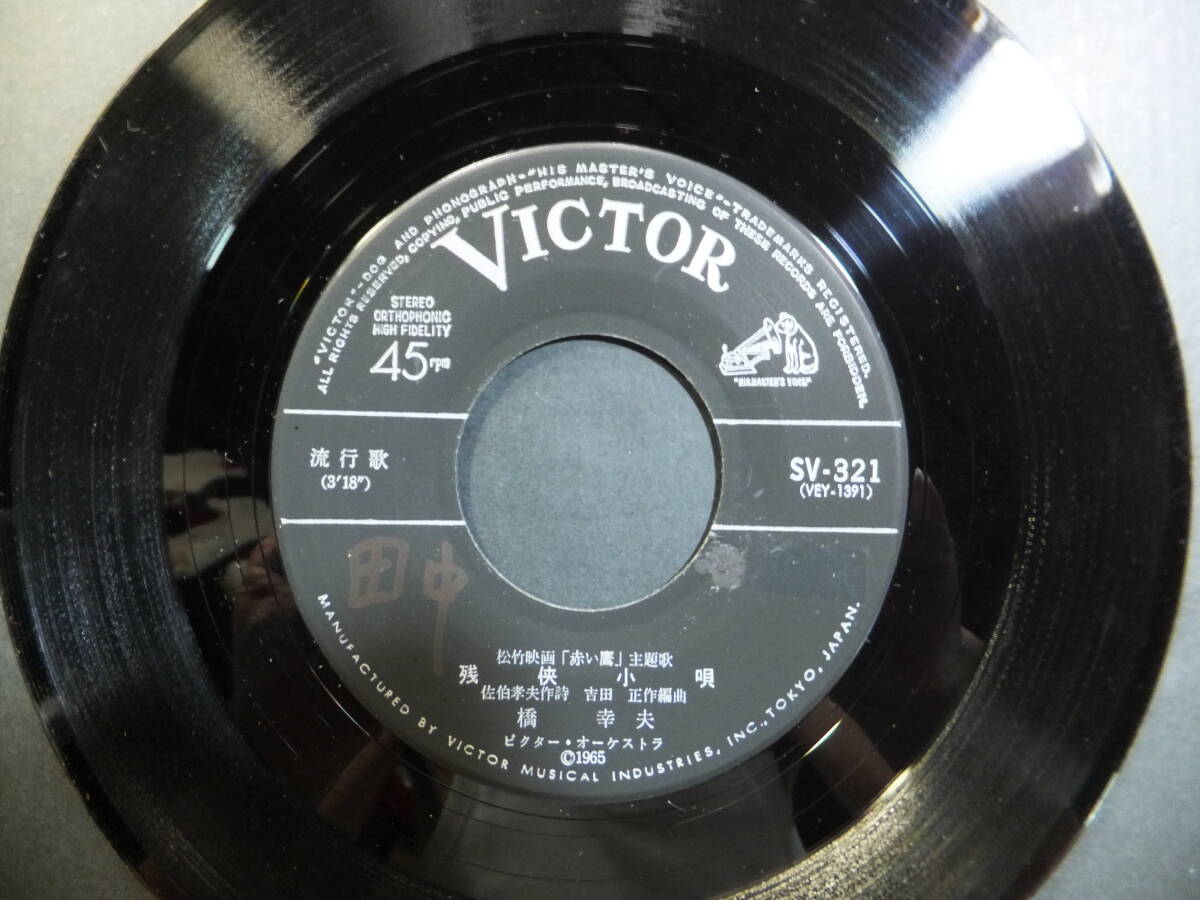 "VICTOR"-DOG AND PHONOGRAPH-"HIS MASTER'S VOICE"-TRADEMARKS REGISTERED.
ALL RIGHTS RESERVED, COPYING, PUBLIC PERFORMANCE, BROADCASTING OF THESE RECORDS ARE FORBIDDEN.
VICTOR
STEREO
ORTHOPHONIC
HIGH FIDELITY
45 rpm
"HIS MASTER'S VOICE"
流行歌
(3'18")
SV-321
(VEY-1391)
田中
松竹映画「赤い鷹」主題歌
残侠小唄
佐伯孝夫作詩 吉田 正作編曲
橋 幸夫
ビクター・オーケストラ
©1965
MANUFACTURED BY VICTOR MUSICAL INDUSTRIES, INC., TOKYO, JAPAN.